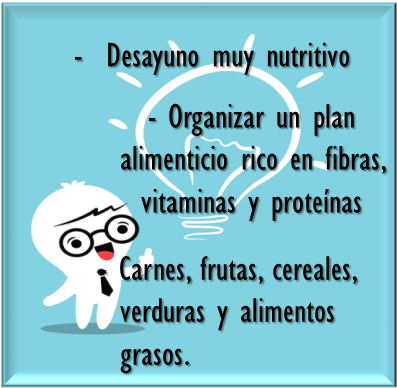 - Desayuno muy nutritivo
- Organizar un plan
alimenticio rico en fibras,
vitaminas y proteínas
Carnes, frutas, cereales,
verduras y alimentos
grasos.